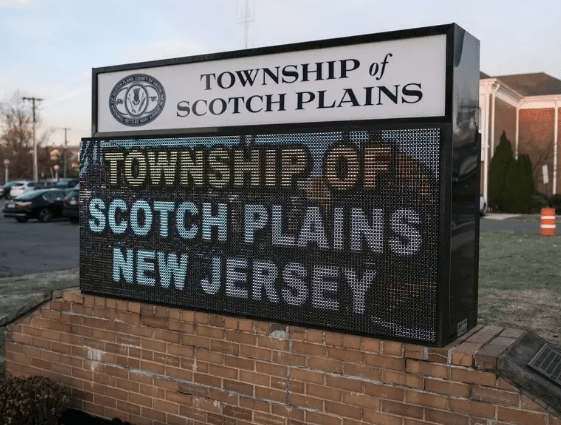 TOWNSHIP of
SCOTCH PLAINS
TOWNSHIP OF
SCOTCH PLAINS
NEW JERSEY